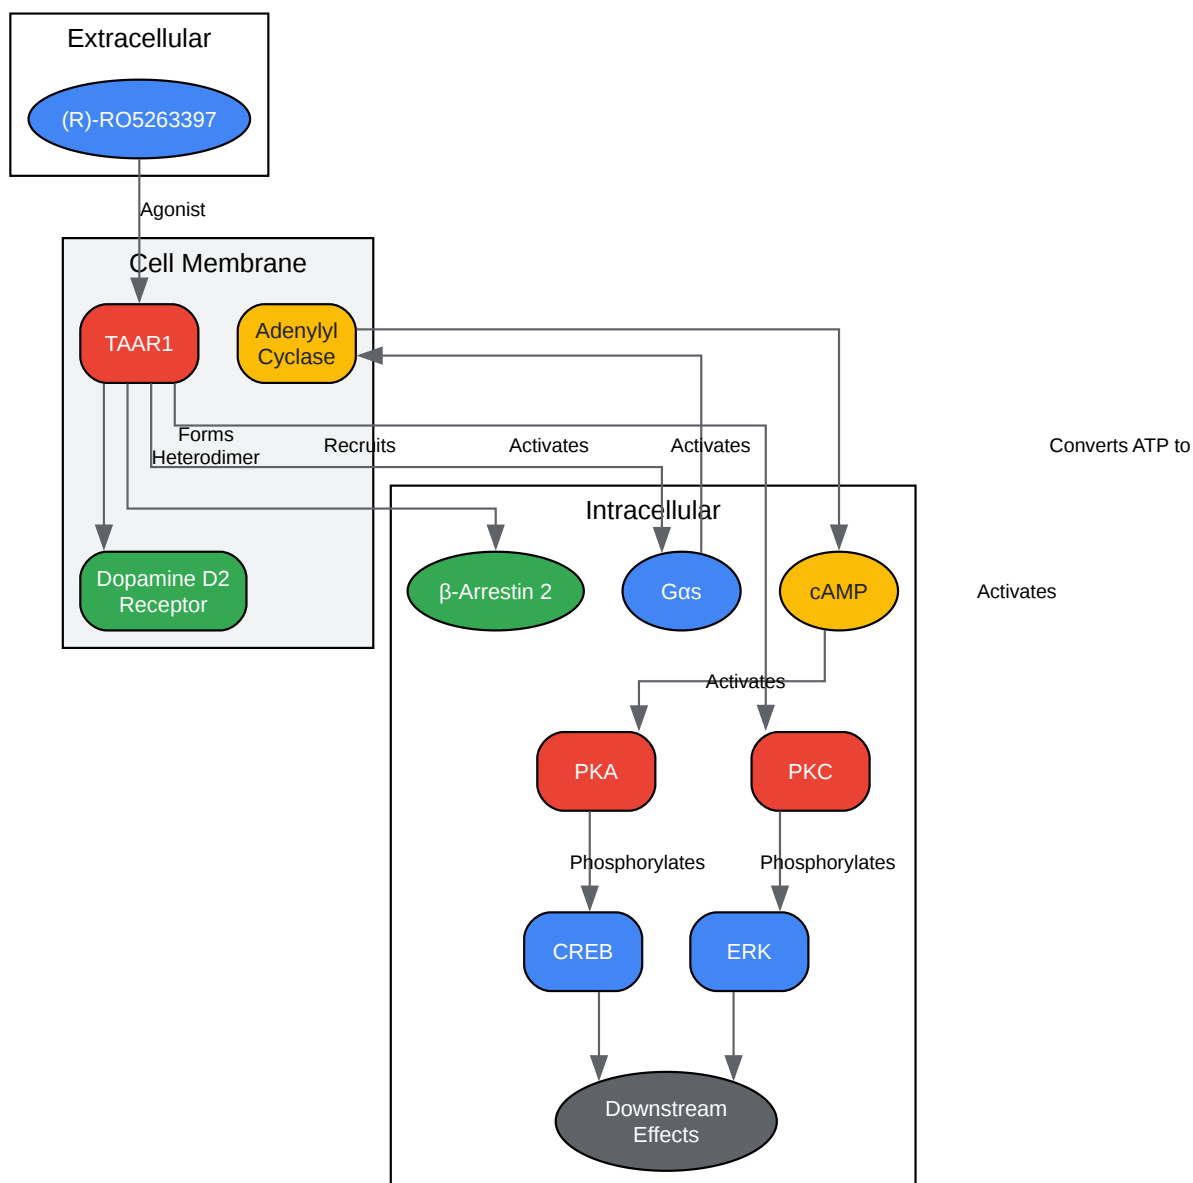 Extracellular
(R)-RO5263397
Agonist
Cell Membrane
TAAR1
Adenylyl
Cyclase
Forms
Heterodimer
Recruits
Activates
Activates
Converts ATP to
Intracellular
Dopamine D2
Receptor
β-Arrestin 2
Gαs
cAMP
Activates
Activates
PKA
PKC
Phosphorylates
Phosphorylates
CREB
ERK
Downstream
Effects